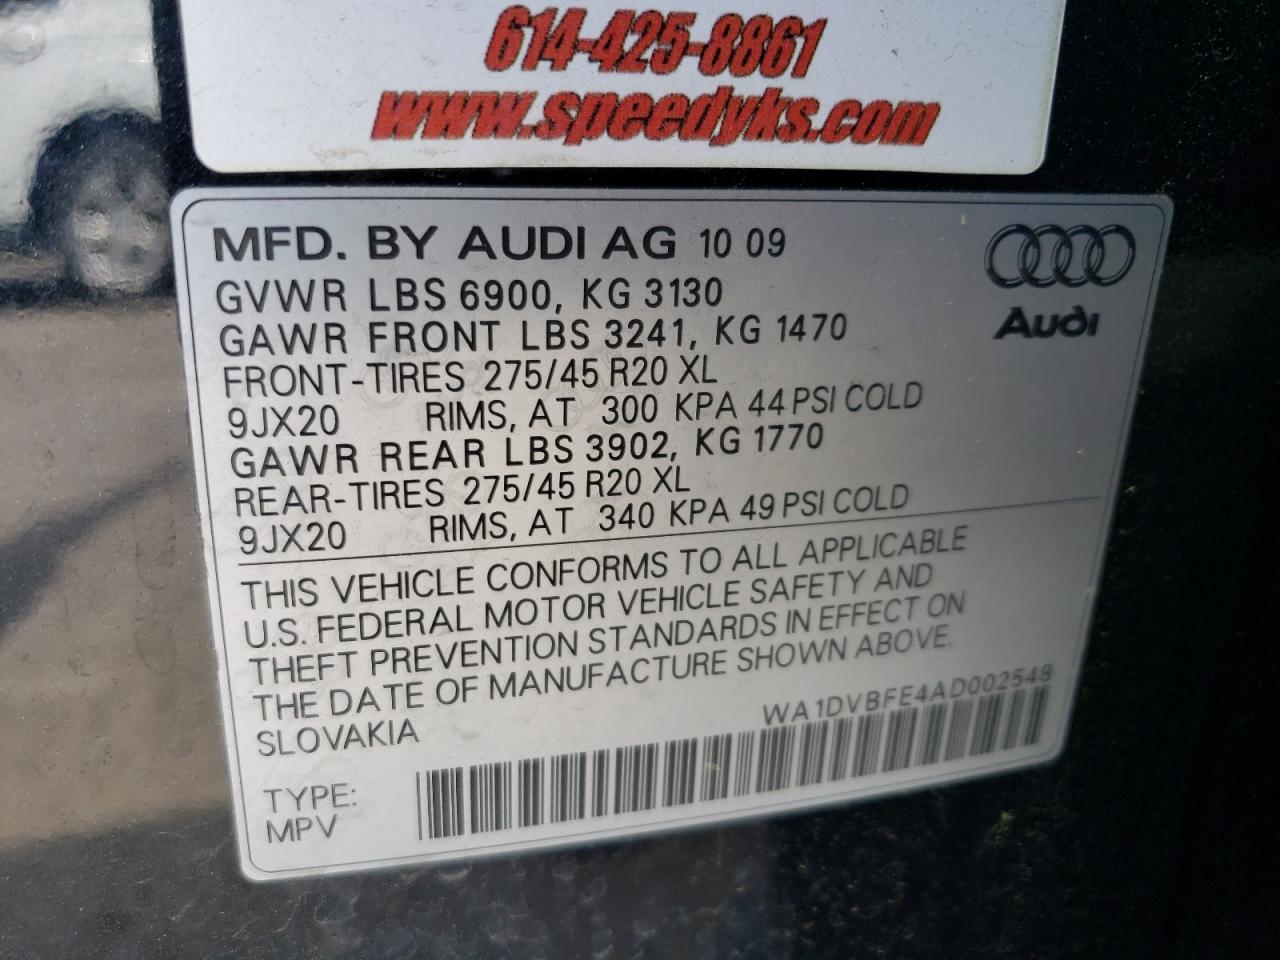 614-425-8861
www.speedyks.com
MFD. BY AUDI AG 10 09
GVWR LBS 6900, KG 3130
GAWR FRONT LBS 3241, KG 1470
Audi
FRONT-TIRES 275/45 R20 XL
9JX20 RIMS, AT 300 KPA 44 PSI COLD
GAWR REAR LBS 3902, KG 1770
REAR-TIRES 275/45 R20 XL
9JX20 RIMS, AT 340 KPA 49 PSI COLD
THIS VEHICLE CONFORMS TO ALL APPLICABLE
U.S. FEDERAL MOTOR VEHICLE SAFETY AND
THEFT PREVENTION STANDARDS IN EFFECT ON
THE DATE OF MANUFACTURE SHOWN ABOVE.
SLOVAKIA
WA1DVBFE4AD002548
TYPE:
MPV